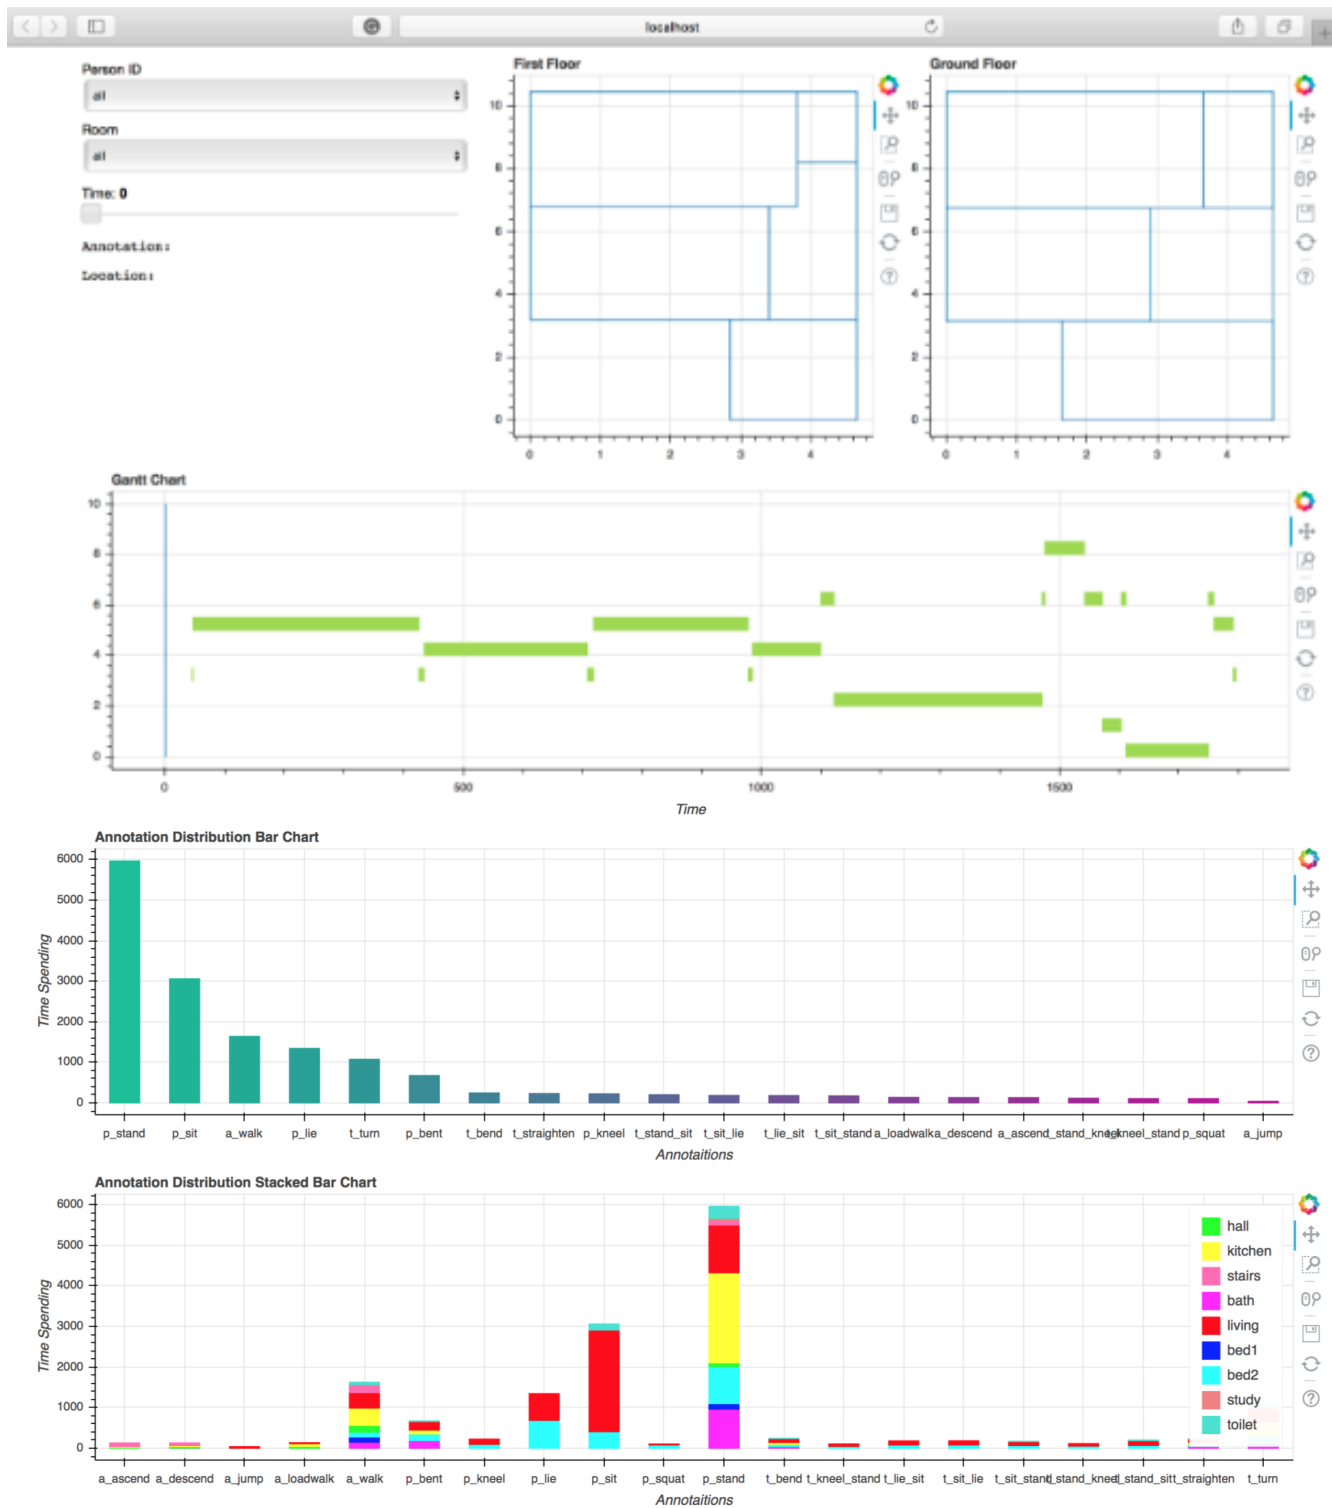 localhost
Person ID
all
Room
all
Time: 0
Annotation:
Location:
First Floor
10
8
6
4
2
0
0 1 2 3 4
Ground Floor
10
8
6
4
2
0
0 1 2 3 4
Gantt Chart
10
8
6
4
2
0
0 500 1000 1500
Time
Annotation Distribution Bar Chart
Time Spending
6000
5000
4000
3000
2000
1000
0
p_stand p_sit a_walk p_lie t_turn p_bent t_bend t_straighten p_kneel t_stand_sit t_sit_lie t_lie_sit t_sit_stand a_loadwalk a_descend a_ascend t_stand_kneel t_kneel_stand p_squat a_jump
Annotaitions
Annotation Distribution Stacked Bar Chart
Time Spending
6000
5000
4000
3000
2000
1000
0
hall
kitchen
stairs
bath
living
bed1
bed2
study
toilet
a_ascend a_descend a_jump a_loadwalk a_walk p_bent p_kneel p_lie p_sit p_squat p_stand t_bend t_kneel_stand t_lie_sit t_sit_lie t_sit_stand t_stand_kneel t_stand_sit t_straighten t_turn
Annotaitions